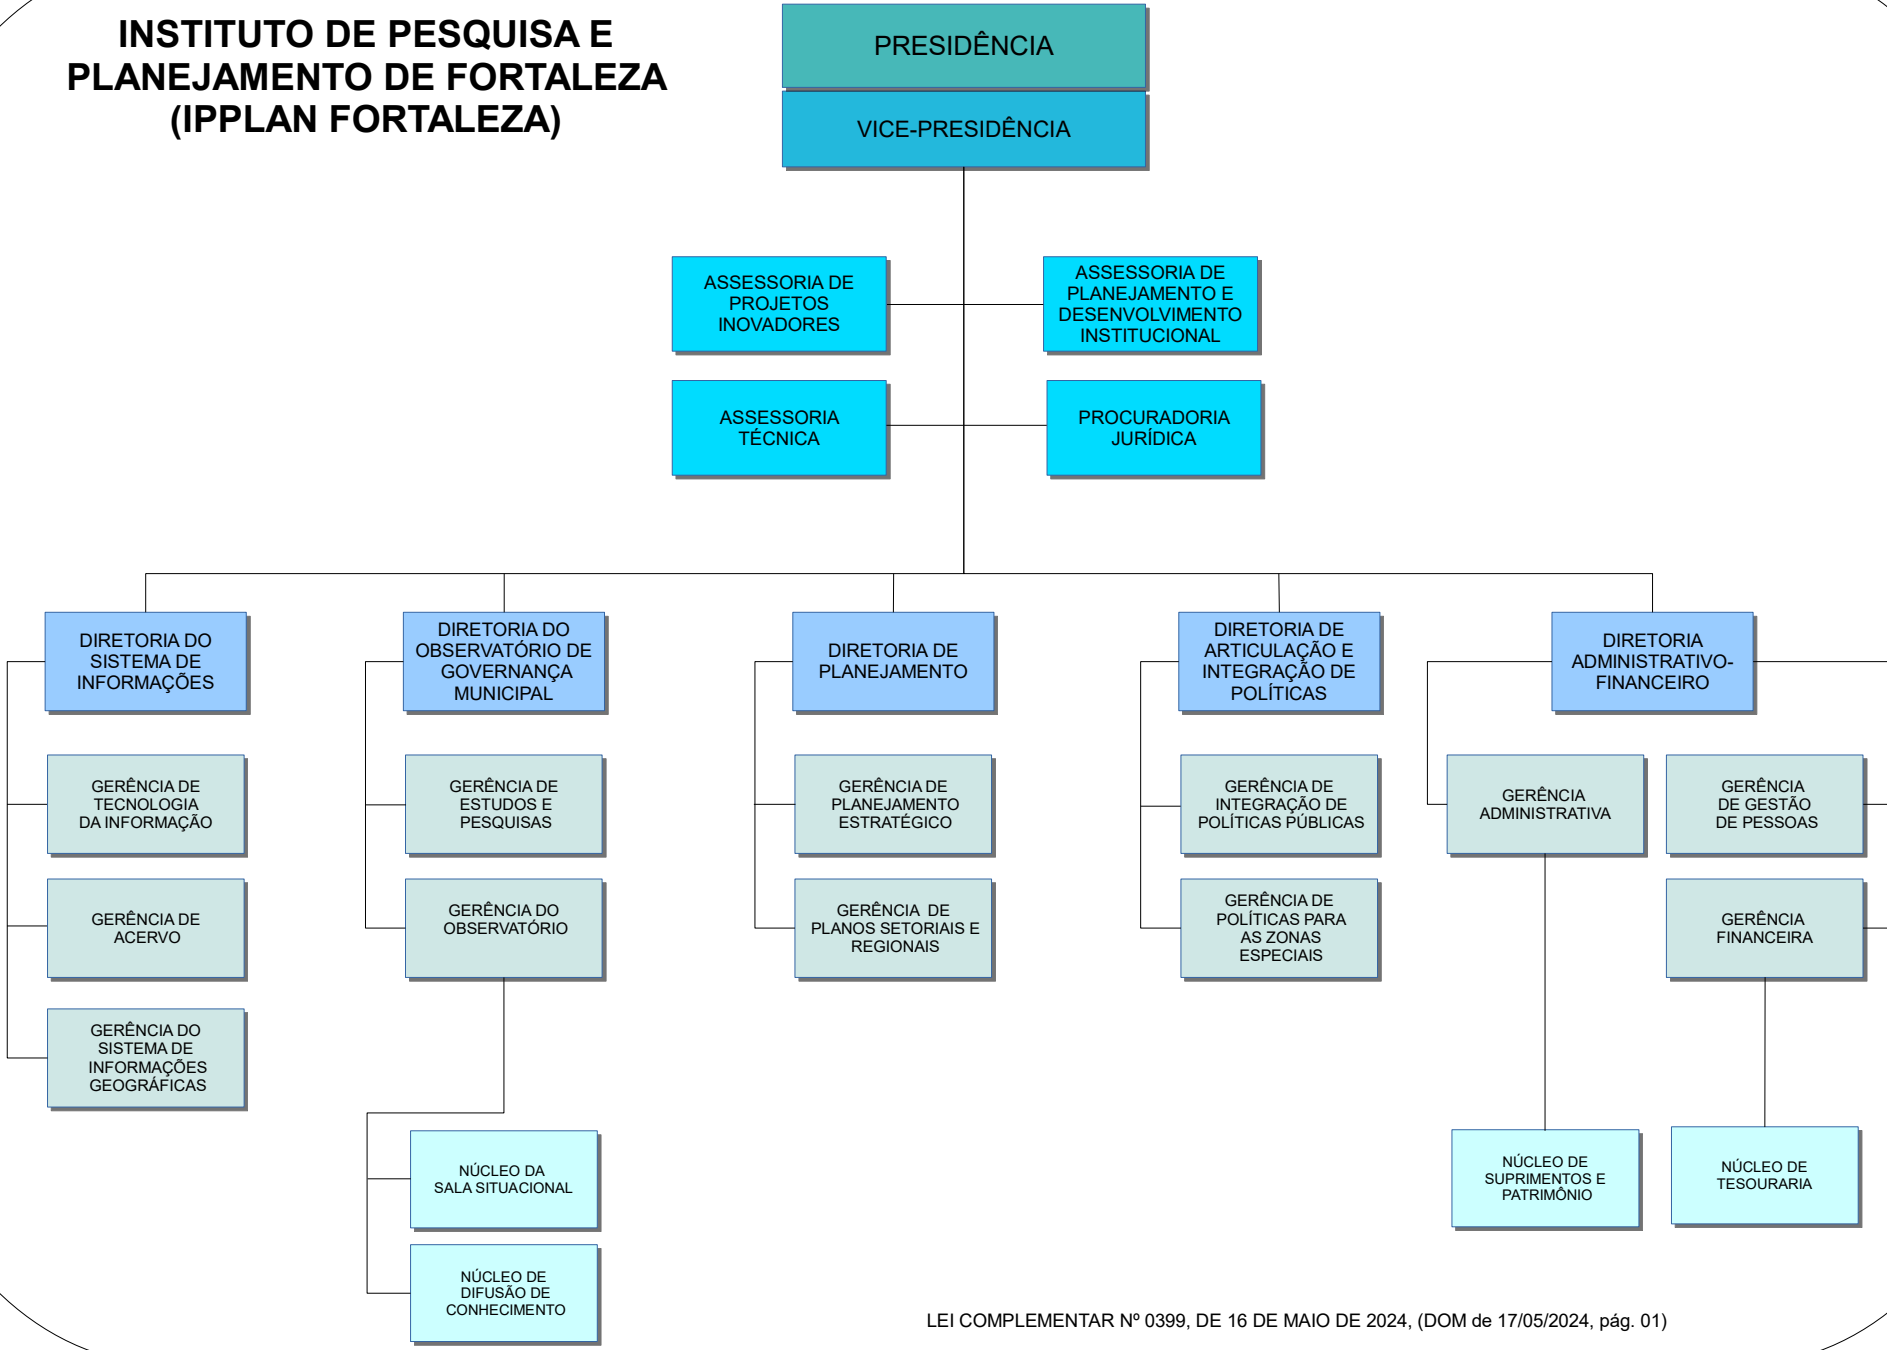 INSTITUTO DE PESQUISA E
PLANEJAMENTO DE FORTALEZA
(IPPLAN FORTALEZA)
PRESIDÊNCIA
VICE-PRESIDÊNCIA
ASSESSORIA DE
PROJETOS
INOVADORES
ASSESSORIA DE
PLANEJAMENTO E
DESENVOLVIMENTO
INSTITUCIONAL
ASSESSORIA
TÉCNICA
PROCURADORIA
JURÍDICA
DIRETORIA DO
SISTEMA DE
INFORMAÇÕES
DIRETORIA DO
OBSERVATÓRIO DE
GOVERNANÇA
MUNICIPAL
DIRETORIA DE
PLANEJAMENTO
DIRETORIA DE
ARTICULAÇÃO E
INTEGRAÇÃO DE
POLÍTICAS
DIRETORIA
ADMINISTRATIVO-
FINANCEIRO
GERÊNCIA DE
TECNOLOGIA
DA INFORMAÇÃO
GERÊNCIA DE
ESTUDOS E
PESQUISAS
GERÊNCIA DE
PLANEJAMENTO
ESTRATÉGICO
GERÊNCIA DE
INTEGRAÇÃO DE
POLÍTICAS PÚBLICAS
GERÊNCIA
ADMINISTRATIVA
GERÊNCIA
DE GESTÃO
DE PESSOAS
GERÊNCIA DE
ACERVO
GERÊNCIA DO
OBSERVATÓRIO
GERÊNCIA DE
PLANOS SETORIAIS E
REGIONAIS
GERÊNCIA DE
POLÍTICAS PARA
AS ZONAS
ESPECIAIS
GERÊNCIA
FINANCEIRA
GERÊNCIA DO
SISTEMA DE
INFORMAÇÕES
GEOGRÁFICAS
NÚCLEO DA
SALA SITUACIONAL
NÚCLEO DE
SUPRIMENTOS E
PATRIMÔNIO
NÚCLEO DE
TESOURARIA
NÚCLEO DE
DIFUSÃO DE
CONHECIMENTO
LEI COMPLEMENTAR Nº 0399, DE 16 DE MAIO DE 2024, (DOM de 17/05/2024, pág. 01)